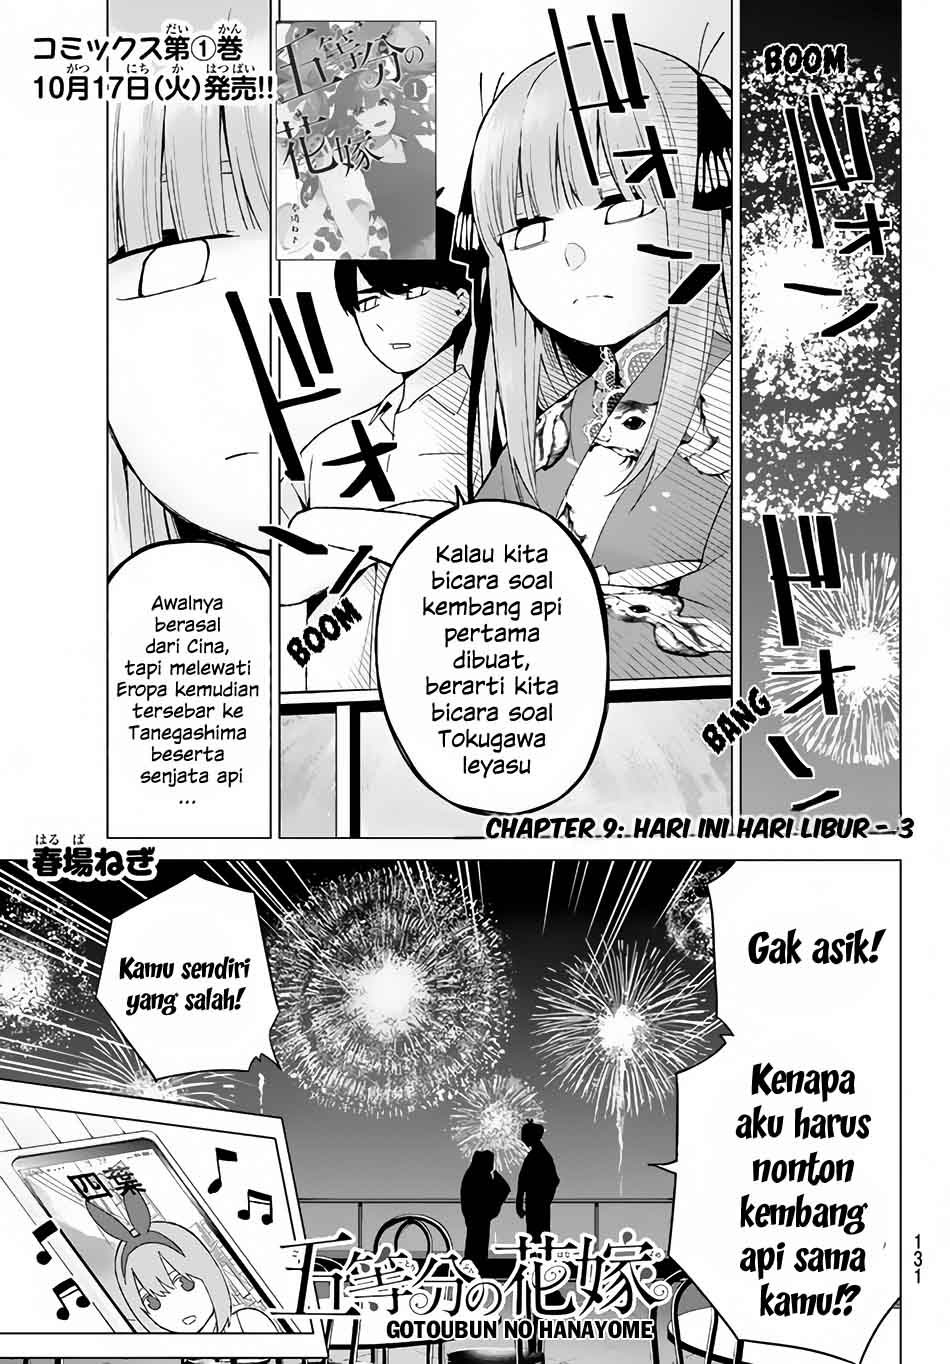 コミックス第①巻
10月17日(火)発売!!
五等分の
花嫁
1
春場ねぎ
BOOM
ドォン
ドォン
ドォン
BOOM
ドォン
BANG
Kalau kita
bicara soal
kembang api
pertama
dibuat,
berarti kita
bicara soal
Tokugawa
Ieyasu
Awalnya
berasal
dari Cina,
tapi melewati
Eropa kemudian
tersebar ke
Tanegashima
beserta
senjata api
...
CHAPTER 9: HARI INI HARI LIBUR - 3
春場ねぎ
Gak asik!
Kenapa
aku harus
nonton
kembang
api sama
kamu!?
Kamu sendiri
yang salah!
四葉
五等分の花嫁
GOTOUBUN NO HANAYOME
131